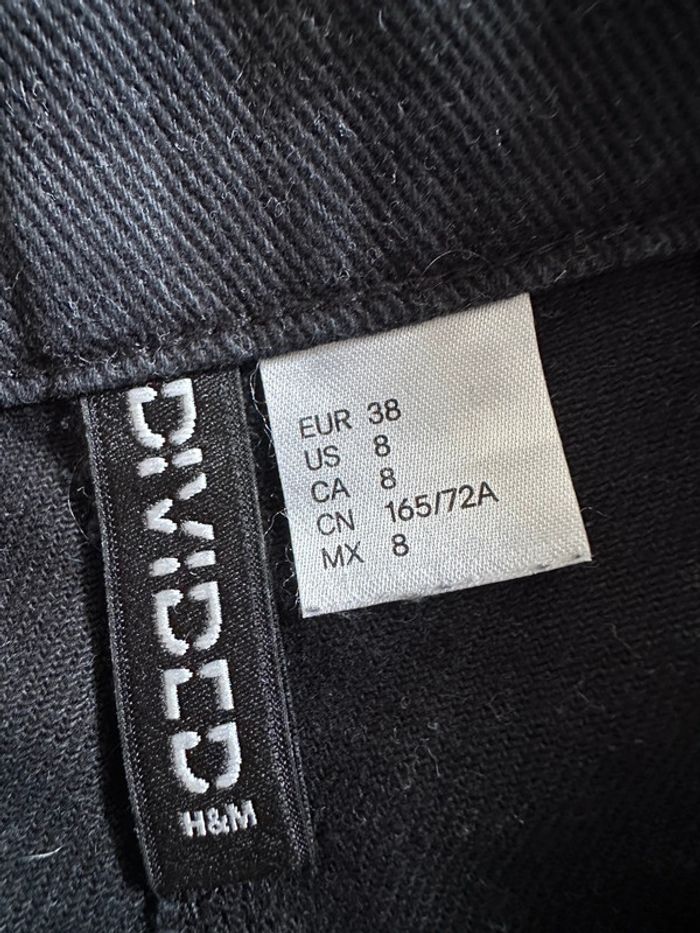 DIVIDED
H&M
EUR 38
US 8
CA 8
CN 165/72A
MX 8